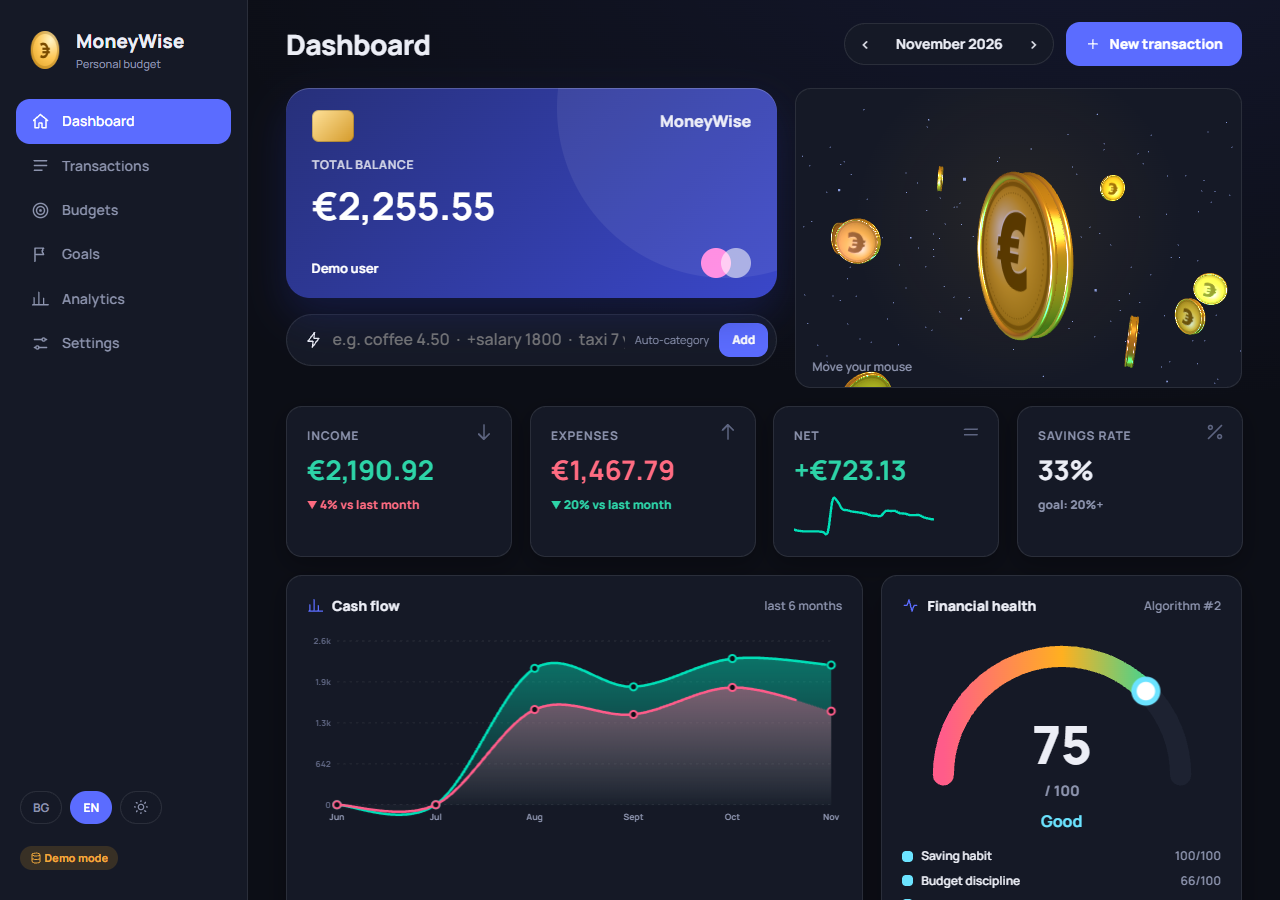 MoneyWise
Personal budget
Dashboard
Transactions
Budgets
Goals
Analytics
Settings
BG
EN
Demo mode
Dashboard
November 2026
New transaction
MoneyWise
TOTAL BALANCE
€2,255.55
Demo user
e.g. coffee 4.50 · +salary 1800 · taxi 7
Auto-category
Add
€
Move your mouse
INCOME
€2,190.92
▼ 4% vs last month
EXPENSES
€1,467.79
▼ 20% vs last month
NET
+€723.13
SAVINGS RATE
33%
goal: 20%+
Cash flow
last 6 months
2.6k
1.9k
1.3k
642
0
Jun Jul Aug Sept Oct Nov
Financial health
Algorithm #2
75
/ 100
Good
Saving habit 100/100
Budget discipline 66/100